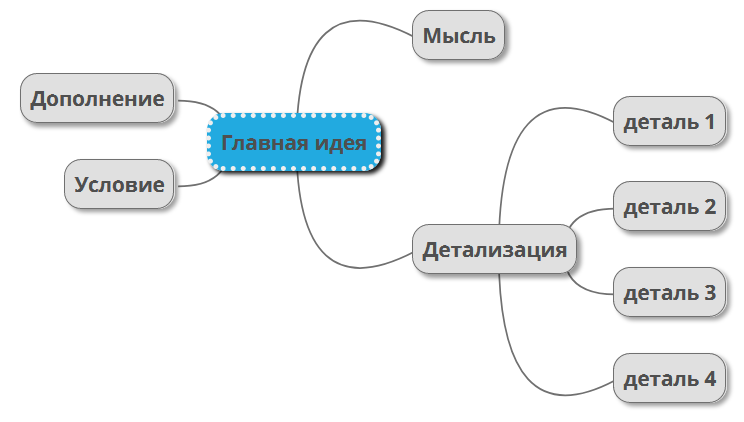 Мысль
Дополнение
Главная идея
Условие
Детализация
деталь 1
деталь 2
деталь 3
деталь 4